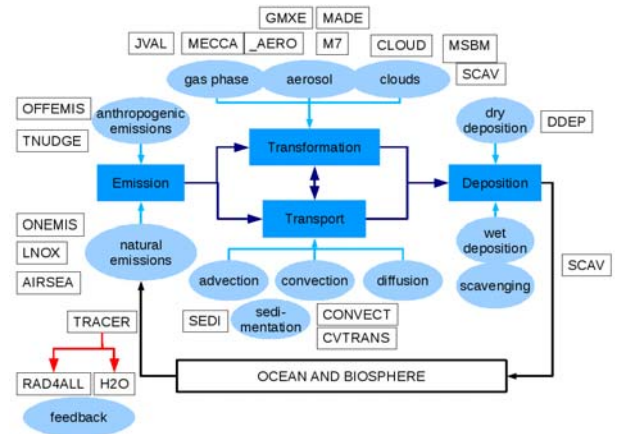 GMXE MADE
JVAL MECCA _AERO M7 CLOUD MSBM
SCAV
gas phase aerosol clouds
OFFEMIS
TNUDGE
anthropogenic
emissions
dry
deposition
DDEP
Transformation
Emission
Deposition
Transport
ONEMIS
LNOX
AIRSEA
natural
emissions
wet
deposition
scavenging
SCAV
advection convection diffusion
SEDI
sedi-
mentation
CONVECT
CVTRANS
TRACER
RAD4ALL H2O
feedback
OCEAN AND BIOSPHERE